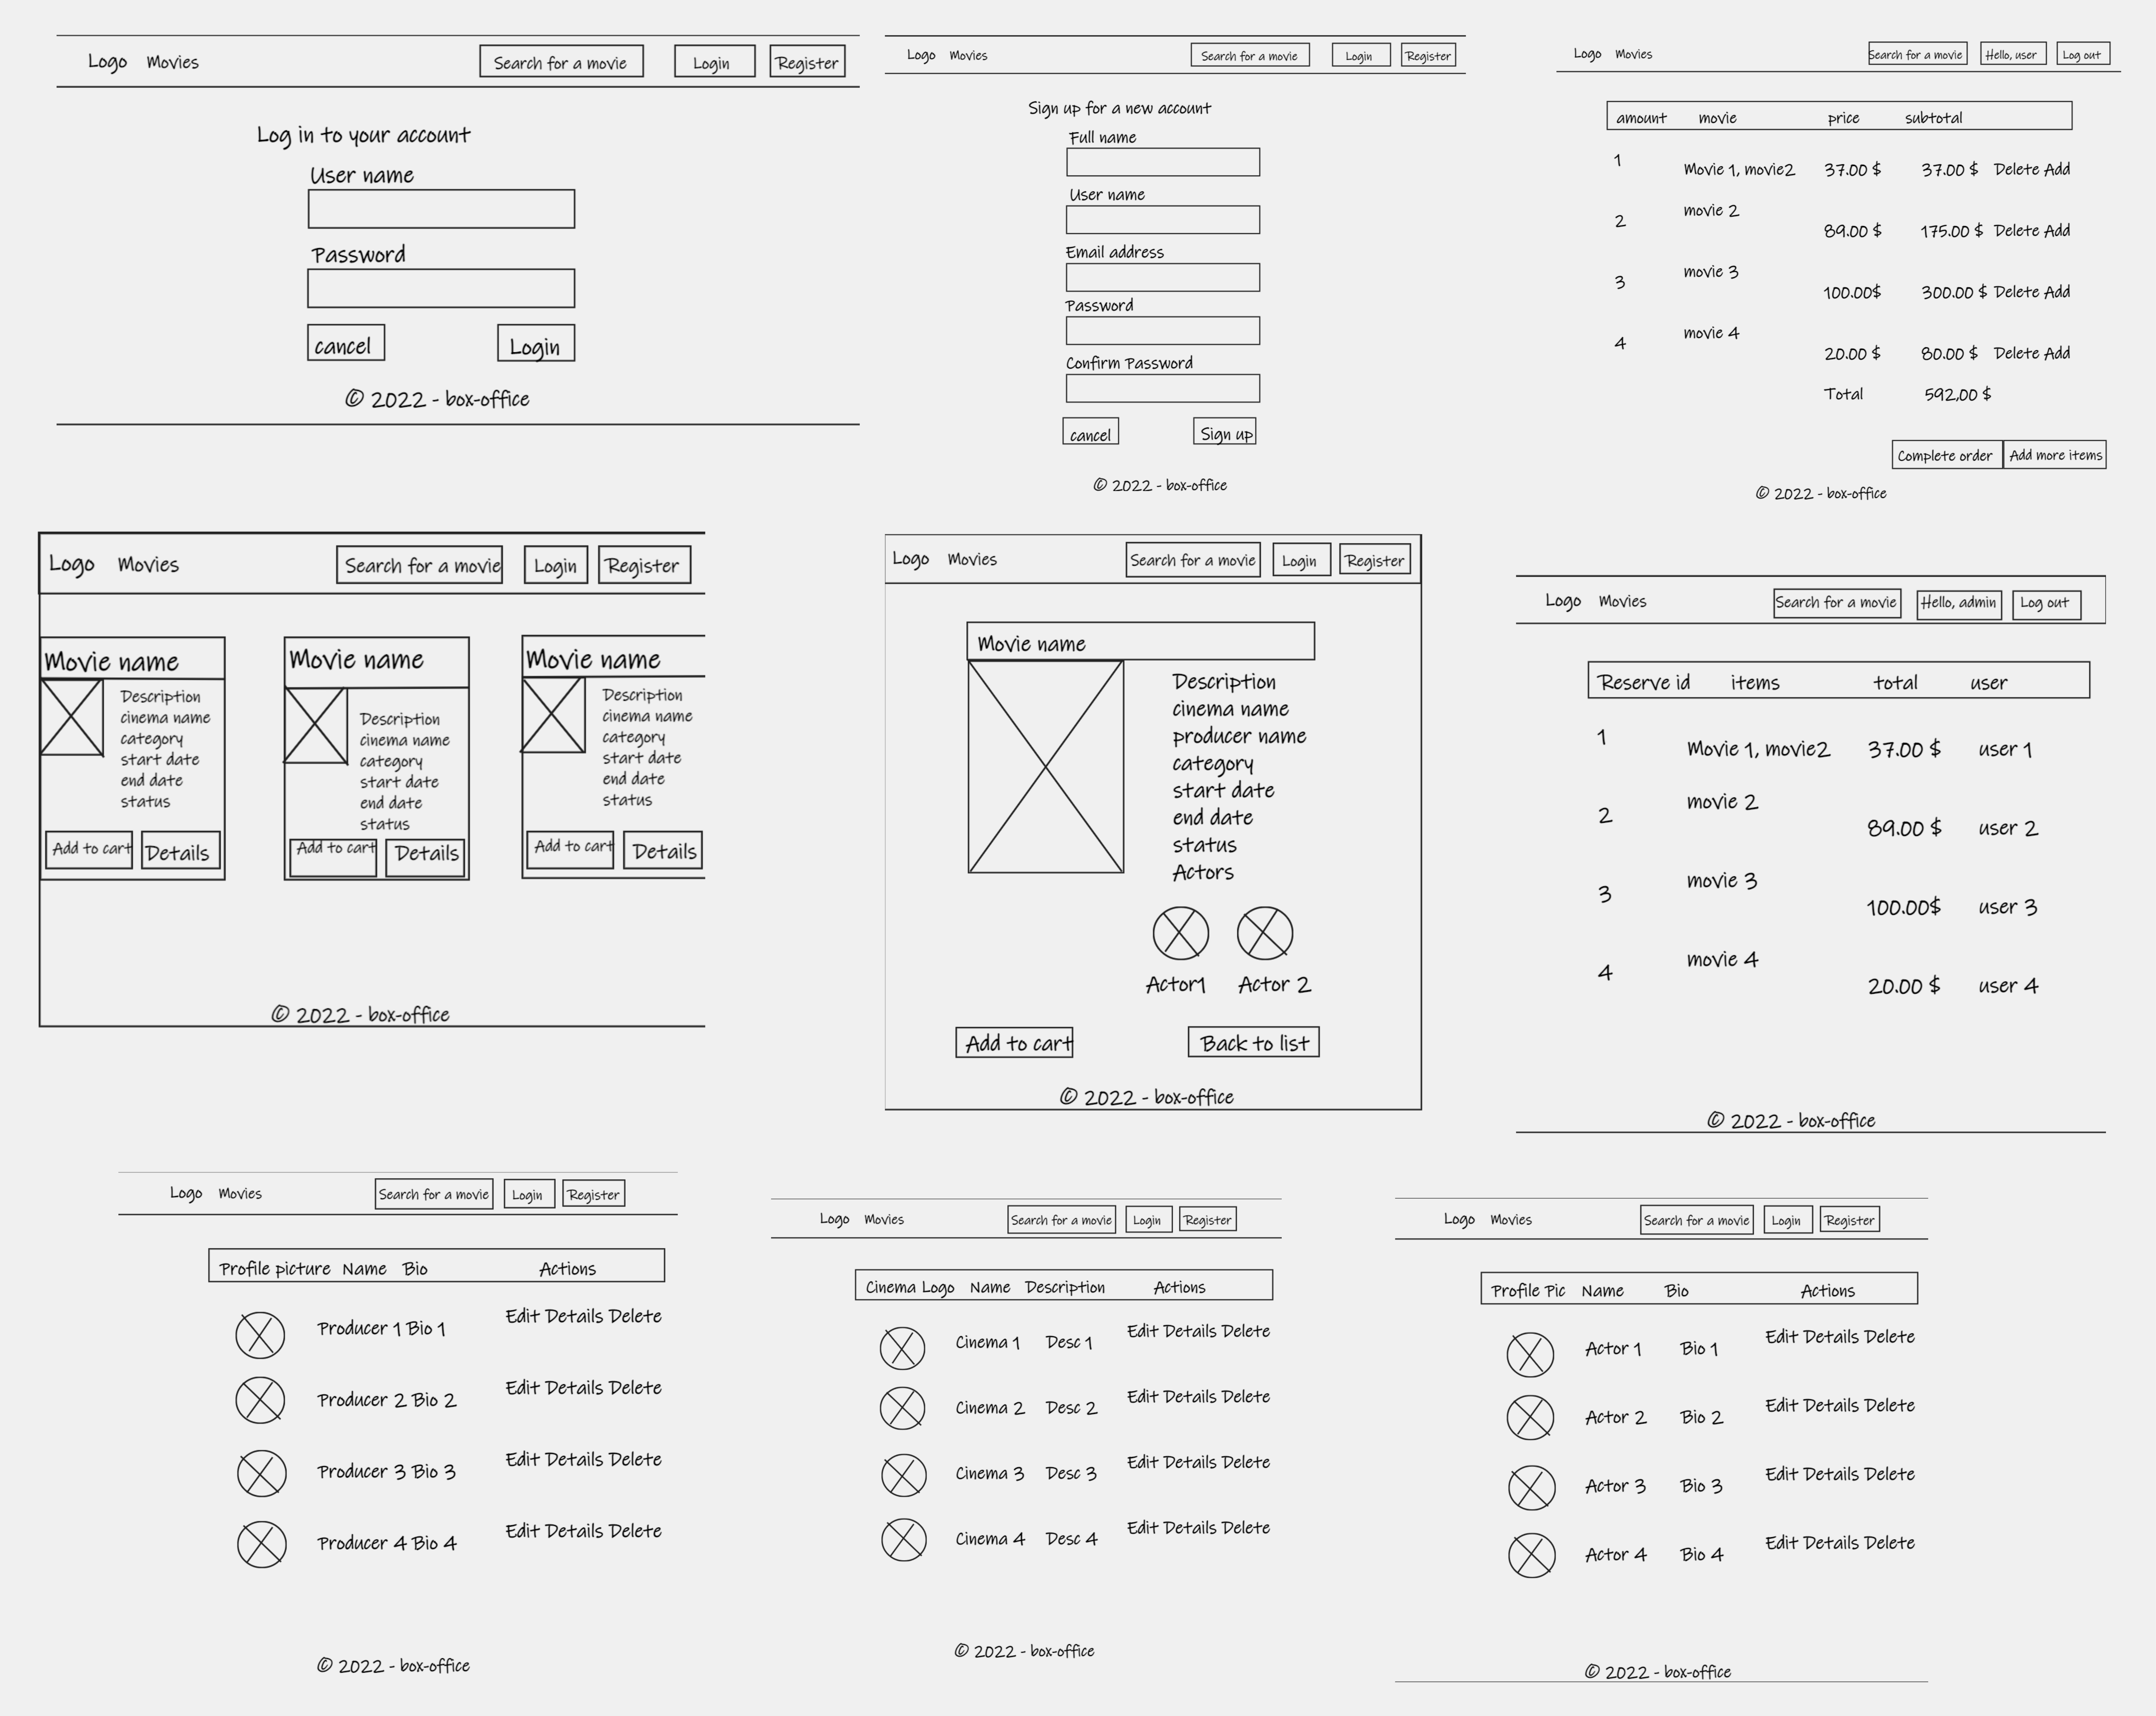 Logo Movies Search for a movie Login Register
Log in to your account
User name
Password
cancel Login
© 2022 - box-office
Logo Movies Search for a movie Login Register
Sign up for a new account
Full name
User name
Email address
Password
Confirm Password
cancel Sign up
© 2022 - box-office
Logo Movies Search for a movie Hello, user Log out
amount movie price subtotal
1 Movie 1, movie2 37.00 $ 37.00 $ Delete Add
2 movie 2 89.00 $ 175.00 $ Delete Add
3 movie 3 100.00$ 300.00 $ Delete Add
4 movie 4 20.00 $ 80.00 $ Delete Add
Total 592,00 $
Complete order Add more items
© 2022 - box-office
Logo Movies Search for a movie Login Register
Movie name
Description
cinema name
category
start date
end date
status
Add to cart Details
Movie name
Description
cinema name
category
start date
end date
status
Add to cart Details
Movie name
Description
cinema name
category
start date
end date
status
Add to cart Details
© 2022 - box-office
Logo Movies Search for a movie Login Register
Movie name
Description
cinema name
producer name
category
start date
end date
status
Actors
Actor1 Actor 2
Add to cart Back to list
© 2022 - box-office
Logo Movies Search for a movie Hello, admin Log out
Reserve id items total user
1 Movie 1, movie2 37.00 $ user 1
2 movie 2 89.00 $ user 2
3 movie 3 100.00$ user 3
4 movie 4 20.00 $ user 4
© 2022 - box-office
Logo Movies Search for a movie Login Register
Profile picture Name Bio Actions
Producer 1 Bio 1 Edit Details Delete
Producer 2 Bio 2 Edit Details Delete
Producer 3 Bio 3 Edit Details Delete
Producer 4 Bio 4 Edit Details Delete
© 2022 - box-office
Logo Movies Search for a movie Login Register
Cinema Logo Name Description Actions
Cinema 1 Desc 1 Edit Details Delete
Cinema 2 Desc 2 Edit Details Delete
Cinema 3 Desc 3 Edit Details Delete
Cinema 4 Desc 4 Edit Details Delete
© 2022 - box-office
Logo Movies Search for a movie Login Register
Profile Pic Name Bio Actions
Actor 1 Bio 1 Edit Details Delete
Actor 2 Bio 2 Edit Details Delete
Actor 3 Bio 3 Edit Details Delete
Actor 4 Bio 4 Edit Details Delete
© 2022 - box-office